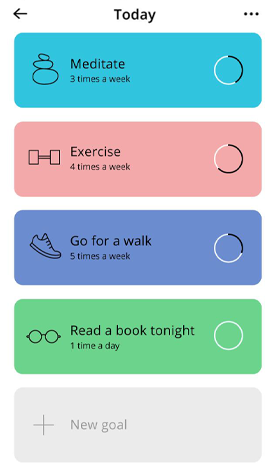 Today
Meditate
3 times a week
Exercise
4 times a week
Go for a walk
5 times a week
Read a book tonight
1 time a day
New goal